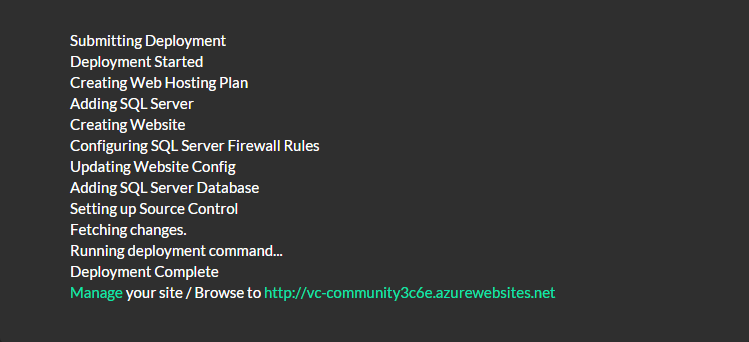 Submitting Deployment
Deployment Started
Creating Web Hosting Plan
Adding SQL Server
Creating Website
Configuring SQL Server Firewall Rules
Updating Website Config
Adding SQL Server Database
Setting up Source Control
Fetching changes.
Running deployment command...
Deployment Complete
Manage your site / Browse to http://vc-community3c6e.azurewebsites.net